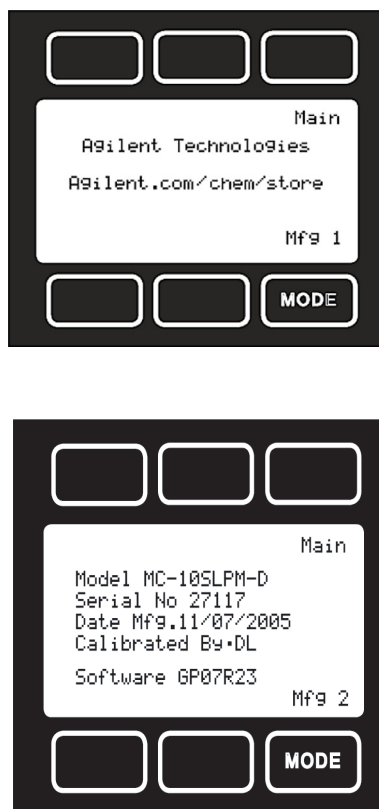 Main
Agilent Technologies
Agilent.com/chem/store
Mfg 1
MODE
Main
Model MC-10SLPM-D
Serial No 27117
Date Mfg.11/07/2005
Calibrated By·DL
Software GP07R23
Mfg 2
MODE